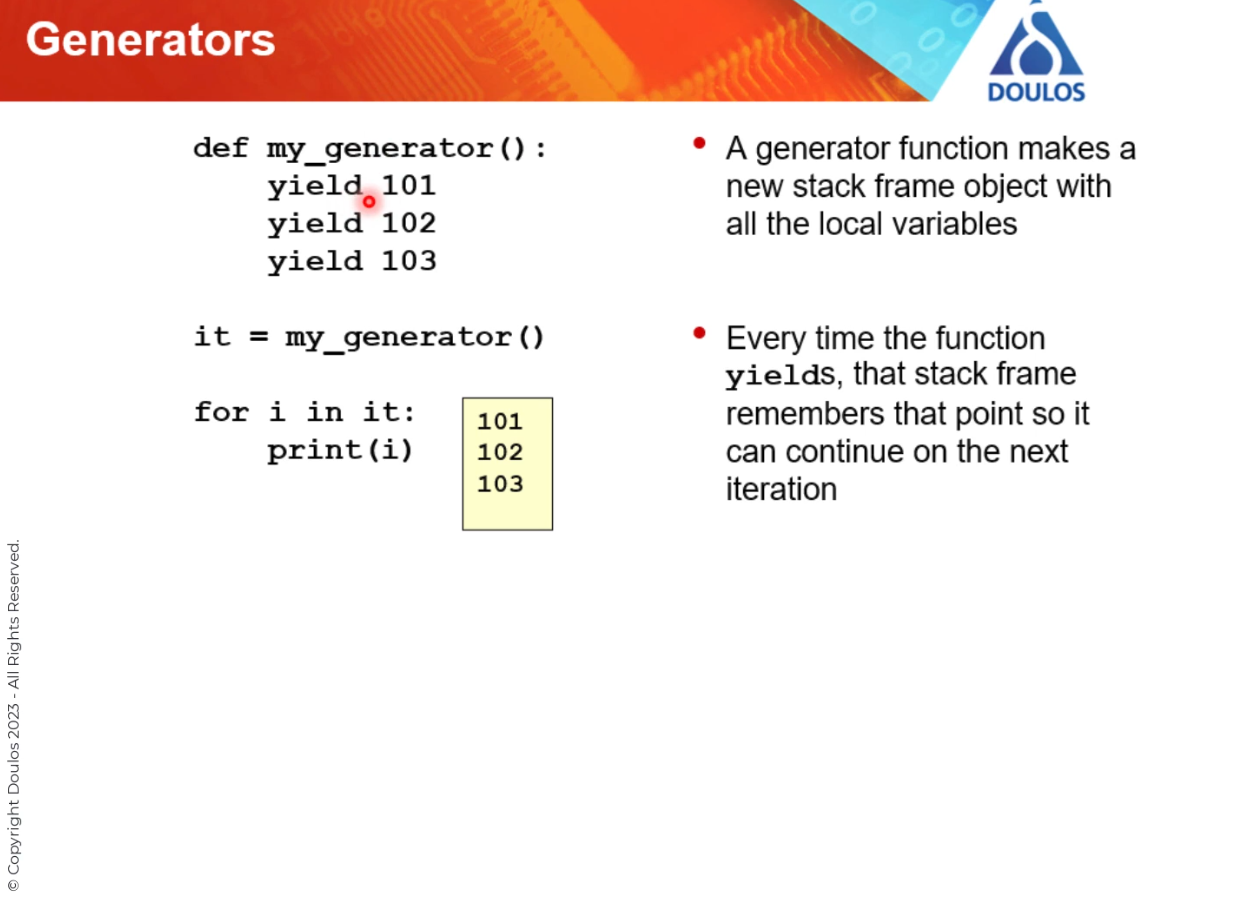 Generators
DOULOS
def my_generator():
    yield 101
    yield 102
    yield 103
it = my_generator()
for i in it:
    print(i)
101
102
103
• A generator function makes a
new stack frame object with
all the local variables
• Every time the function
yields, that stack frame
remembers that point so it
can continue on the next
iteration
© Copyright Doulos 2023 - All Rights Reserved.